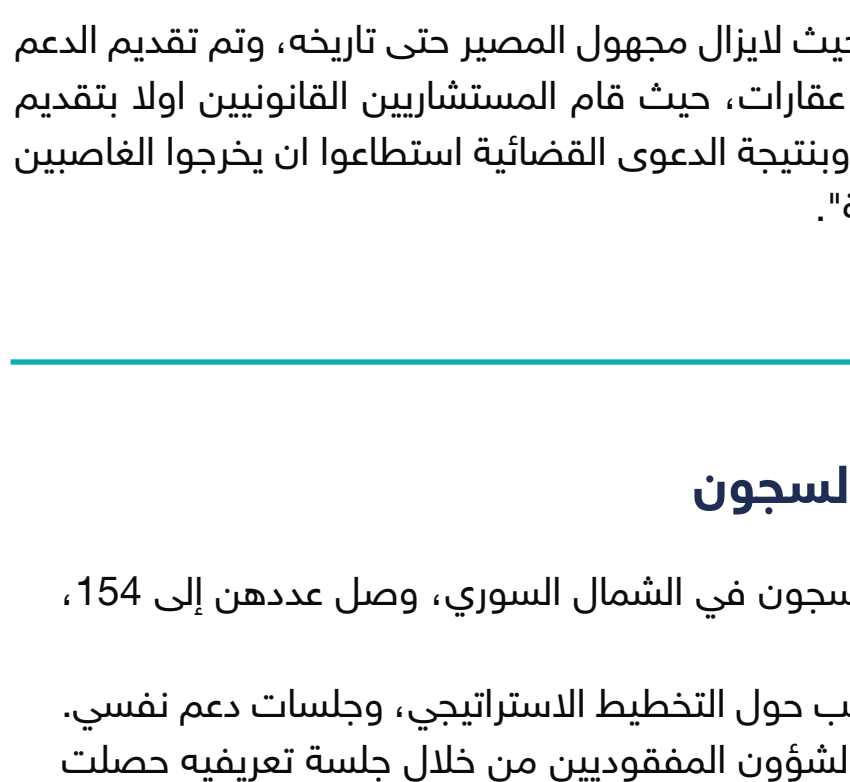 حيث لايزال مجهول المصير حتى تاريخه، وتم تقديم الدعم
عقارات، حيث قام المستشاريين القانونيين اولا بتقديم
وبنتيجة الدعوى القضائية استطاعوا ان يخرجوا الغاصبين
ة".
لسجون
سجون في الشمال السوري، وصل عددهن إلى 154،
ب حول التخطيط الاستراتيجي، وجلسات دعم نفسي.
لشؤون المفقوديين من خلال جلسة تعريفيه حصلت